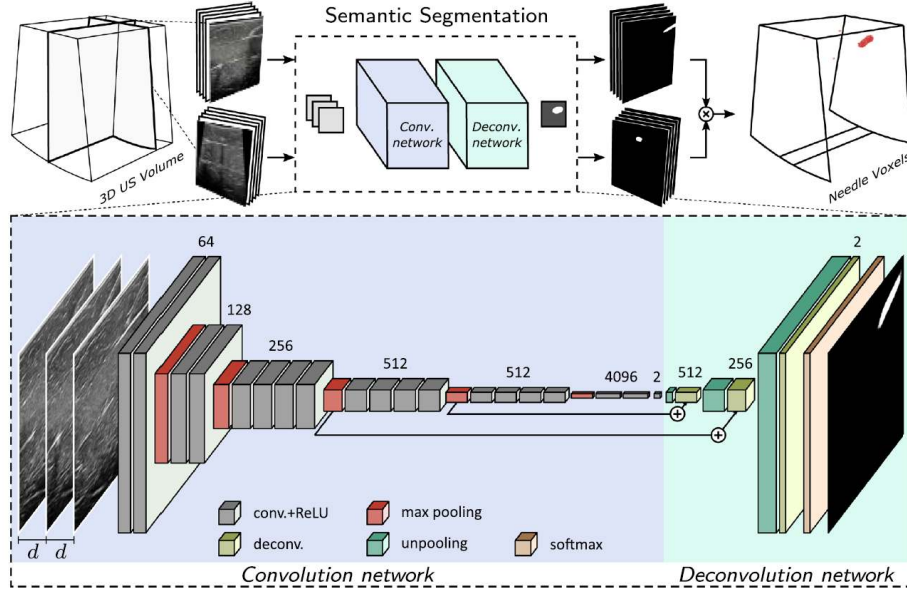 Semantic Segmentation
3D US Volume
Conv. network
Deconv. network
Needle Voxels
64
128
256
512
512
4096
2
512
256
2
d
d
conv.+ReLU
max pooling
deconv.
unpooling
softmax
Convolution network
Deconvolution network